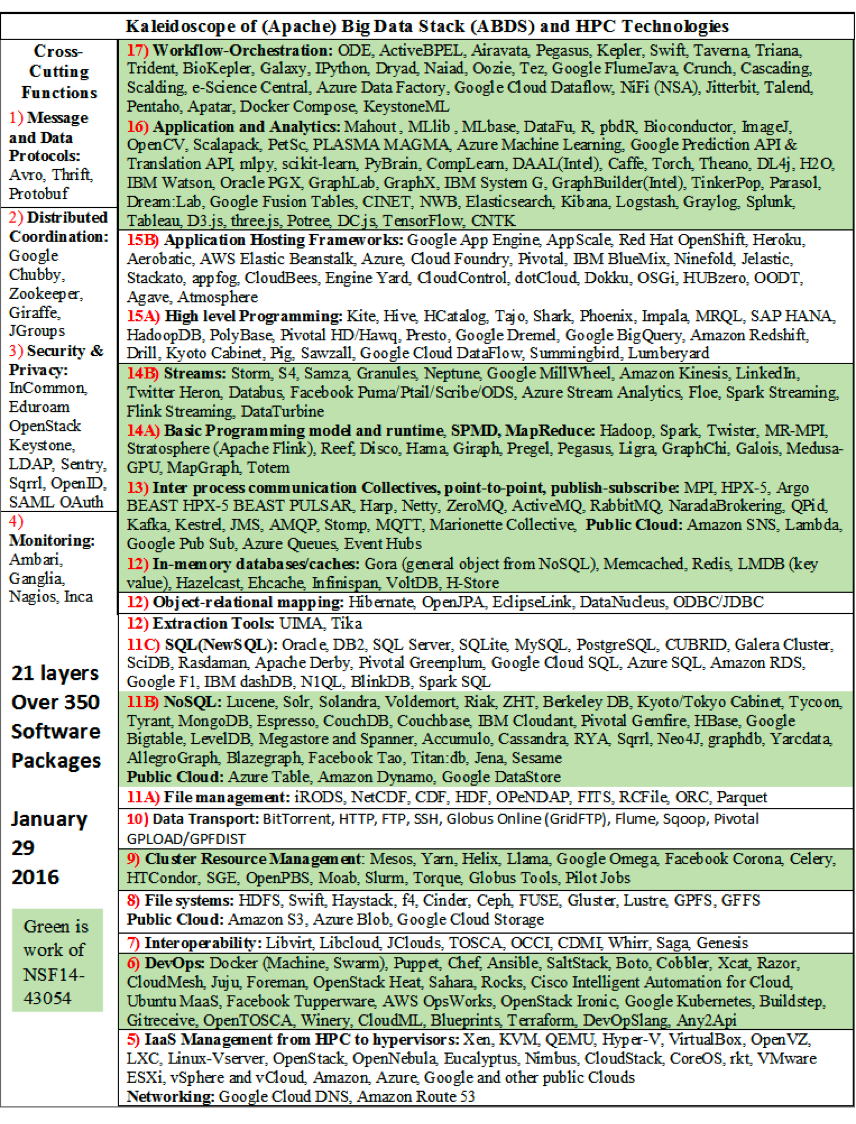 Kaleidoscope of (Apache) Big Data Stack (ABDS) and HPC Technologies
Cross-
Cutting
Functions
1) Message
and Data
Protocols:
Avro, Thrift,
Protobuf
2) Distributed
Coordination:
Google
Chubby,
Zookeeper,
Giraffe,
JGroups
3) Security &
Privacy:
InCommon,
Eduroam
OpenStack
Keystone,
LDAP, Sentry,
Sqrrl, OpenID,
SAML OAuth
4)
Monitoring:
Ambari,
Ganglia,
Nagios, Inca
21 layers
Over 350
Software
Packages
January
29
2016
Green is
work of
NSF14-
43054
17) Workflow-Orchestration: ODE, ActiveBPEL, Airavata, Pegasus, Kepler, Swift, Taverna, Triana,
Trident, BioKepler, Galaxy, IPython, Dryad, Naiad, Oozie, Tez, Google FlumeJava, Crunch, Cascading,
Scalding, e-Science Central, Azure Data Factory, Google Cloud Dataflow, NiFi (NSA), Jitterbit, Talend,
Pentaho, Apatar, Docker Compose, KeystoneML
16) Application and Analytics: Mahout , MLlib , MLbase, DataFu, R, pbdR, Bioconductor, ImageJ,
OpenCV, Scalapack, PetSc, PLASMA MAGMA, Azure Machine Learning, Google Prediction API &
Translation API, mlpy, scikit-learn, PyBrain, CompLearn, DAAL(Intel), Caffe, Torch, Theano, DL4j, H2O,
IBM Watson, Oracle PGX, GraphLab, GraphX, IBM System G, GraphBuilder(Intel), TinkerPop, Parasol,
Dream:Lab, Google Fusion Tables, CINET, NWB, Elasticsearch, Kibana, Logstash, Graylog, Splunk,
Tableau, D3.js, three.js, Potree, DC.js, TensorFlow, CNTK
15B) Application Hosting Frameworks: Google App Engine, AppScale, Red Hat OpenShift, Heroku,
Aerobatic, AWS Elastic Beanstalk, Azure, Cloud Foundry, Pivotal, IBM BlueMix, Ninefold, Jelastic,
Stackato, appfog, CloudBees, Engine Yard, CloudControl, dotCloud, Dokku, OSGi, HUBzero, OODT,
Agave, Atmosphere
15A) High level Programming: Kite, Hive, HCatalog, Tajo, Shark, Phoenix, Impala, MRQL, SAP HANA,
HadoopDB, PolyBase, Pivotal HD/Hawq, Presto, Google Dremel, Google BigQuery, Amazon Redshift,
Drill, Kyoto Cabinet, Pig, Sawzall, Google Cloud DataFlow, Summingbird, Lumberyard
14B) Streams: Storm, S4, Samza, Granules, Neptune, Google MillWheel, Amazon Kinesis, LinkedIn,
Twitter Heron, Databus, Facebook Puma/Ptail/Scribe/ODS, Azure Stream Analytics, Floe, Spark Streaming,
Flink Streaming, DataTurbine
14A) Basic Programming model and runtime, SPMD, MapReduce: Hadoop, Spark, Twister, MR-MPI,
Stratosphere (Apache Flink), Reef, Disco, Hama, Giraph, Pregel, Pegasus, Ligra, GraphChi, Galois, Medusa-
GPU, MapGraph, Totem
13) Inter process communication Collectives, point-to-point, publish-subscribe: MPI, HPX-5, Argo
BEAST HPX-5 BEAST PULSAR, Harp, Netty, ZeroMQ, ActiveMQ, RabbitMQ, NaradaBrokering, QPid,
Kafka, Kestrel, JMS, AMQP, Stomp, MQTT, Marionette Collective, Public Cloud: Amazon SNS, Lambda,
Google Pub Sub, Azure Queues, Event Hubs
12) In-memory databases/caches: Gora (general object from NoSQL), Memcached, Redis, LMDB (key
value), Hazelcast, Ehcache, Infinispan, VoltDB, H-Store
12) Object-relational mapping: Hibernate, OpenJPA, EclipseLink, DataNucleus, ODBC/JDBC
12) Extraction Tools: UIMA, Tika
11C) SQL(NewSQL): Oracle, DB2, SQL Server, SQLite, MySQL, PostgreSQL, CUBRID, Galera Cluster,
SciDB, Rasdaman, Apache Derby, Pivotal Greenplum, Google Cloud SQL, Azure SQL, Amazon RDS,
Google F1, IBM dashDB, N1QL, BlinkDB, Spark SQL
11B) NoSQL: Lucene, Solr, Solandra, Voldemort, Riak, ZHT, Berkeley DB, Kyoto/Tokyo Cabinet, Tycoon,
Tyrant, MongoDB, Espresso, CouchDB, Couchbase, IBM Cloudant, Pivotal Gemfire, HBase, Google
Bigtable, LevelDB, Megastore and Spanner, Accumulo, Cassandra, RYA, Sqrrl, Neo4J, graphdb, Yarcdata,
AllegroGraph, Blazegraph, Facebook Tao, Titan:db, Jena, Sesame
Public Cloud: Azure Table, Amazon Dynamo, Google DataStore
11A) File management: iRODS, NetCDF, CDF, HDF, OPeNDAP, FITS, RCFile, ORC, Parquet
10) Data Transport: BitTorrent, HTTP, FTP, SSH, Globus Online (GridFTP), Flume, Sqoop, Pivotal
GPLOAD/GPFDIST
9) Cluster Resource Management: Mesos, Yarn, Helix, Llama, Google Omega, Facebook Corona, Celery,
HTCondor, SGE, OpenPBS, Moab, Slurm, Torque, Globus Tools, Pilot Jobs
8) File systems: HDFS, Swift, Haystack, f4, Cinder, Ceph, FUSE, Gluster, Lustre, GPFS, GFFS
Public Cloud: Amazon S3, Azure Blob, Google Cloud Storage
7) Interoperability: Libvirt, Libcloud, JClouds, TOSCA, OCCI, CDMI, Whirr, Saga, Genesis
6) DevOps: Docker (Machine, Swarm), Puppet, Chef, Ansible, SaltStack, Boto, Cobbler, Xcat, Razor,
CloudMesh, Juju, Foreman, OpenStack Heat, Sahara, Rocks, Cisco Intelligent Automation for Cloud,
Ubuntu MaaS, Facebook Tupperware, AWS OpsWorks, OpenStack Ironic, Google Kubernetes, Buildstep,
Gitreceive, OpenTOSCA, Winery, CloudML, Blueprints, Terraform, DevOpSlang, Any2Api
5) IaaS Management from HPC to hypervisors: Xen, KVM, QEMU, Hyper-V, VirtualBox, OpenVZ,
LXC, Linux-Vserver, OpenStack, OpenNebula, Eucalyptus, Nimbus, CloudStack, CoreOS, rkt, VMware
ESXi, vSphere and vCloud, Amazon, Azure, Google and other public Clouds
Networking: Google Cloud DNS, Amazon Route 53